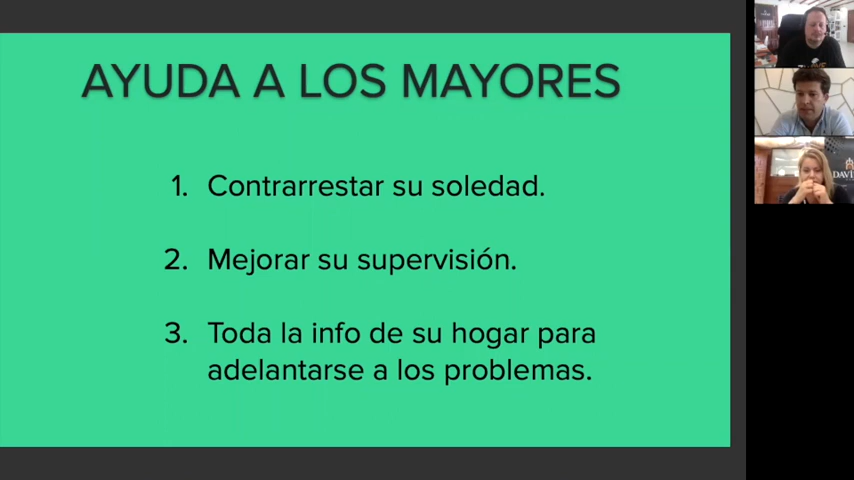 AYUDA A LOS MAYORES
1. Contrarrestar su soledad.
2. Mejorar su supervisión.
3. Toda la info de su hogar para
adelantarse a los problemas.